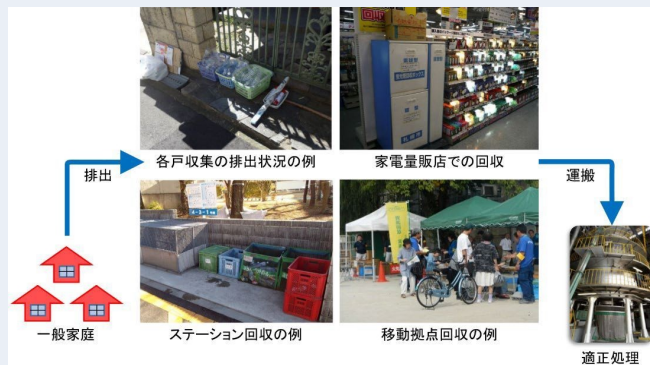 各戸収集の排出状況の例
家電量販店での回収
排出
運搬
一般家庭
ステーション回収の例
移動拠点回収の例
適正処理